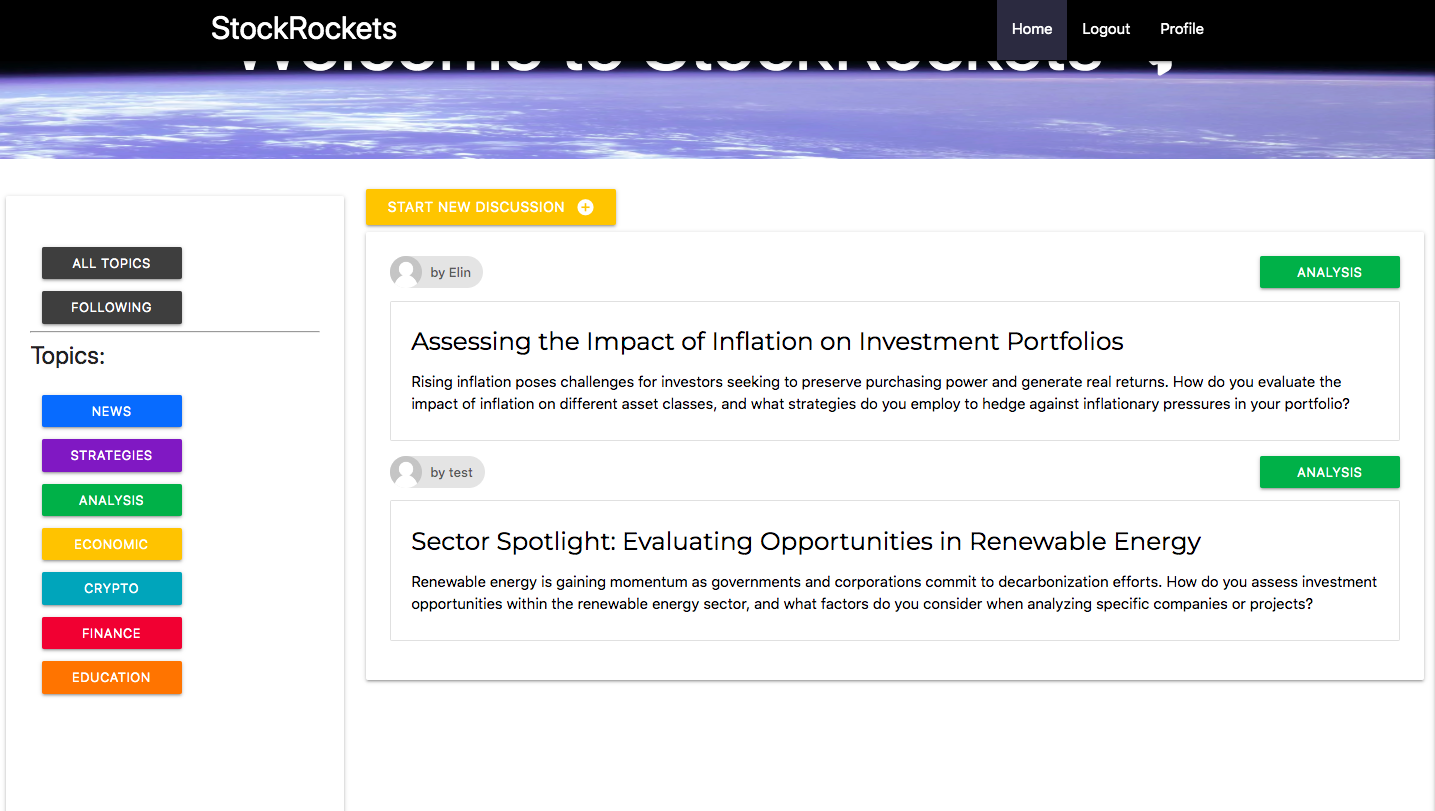 StockRockets
Home
Logout
Profile
Welcome to StockRockets
ALL TOPICS
FOLLOWING
Topics:
NEWS
STRATEGIES
ANALYSIS
ECONOMIC
CRYPTO
FINANCE
EDUCATION
START NEW DISCUSSION
by Elin
ANALYSIS
Assessing the Impact of Inflation on Investment Portfolios
Rising inflation poses challenges for investors seeking to preserve purchasing power and generate real returns. How do you evaluate the
impact of inflation on different asset classes, and what strategies do you employ to hedge against inflationary pressures in your portfolio?
by test
ANALYSIS
Sector Spotlight: Evaluating Opportunities in Renewable Energy
Renewable energy is gaining momentum as governments and corporations commit to decarbonization efforts. How do you assess investment
opportunities within the renewable energy sector, and what factors do you consider when analyzing specific companies or projects?